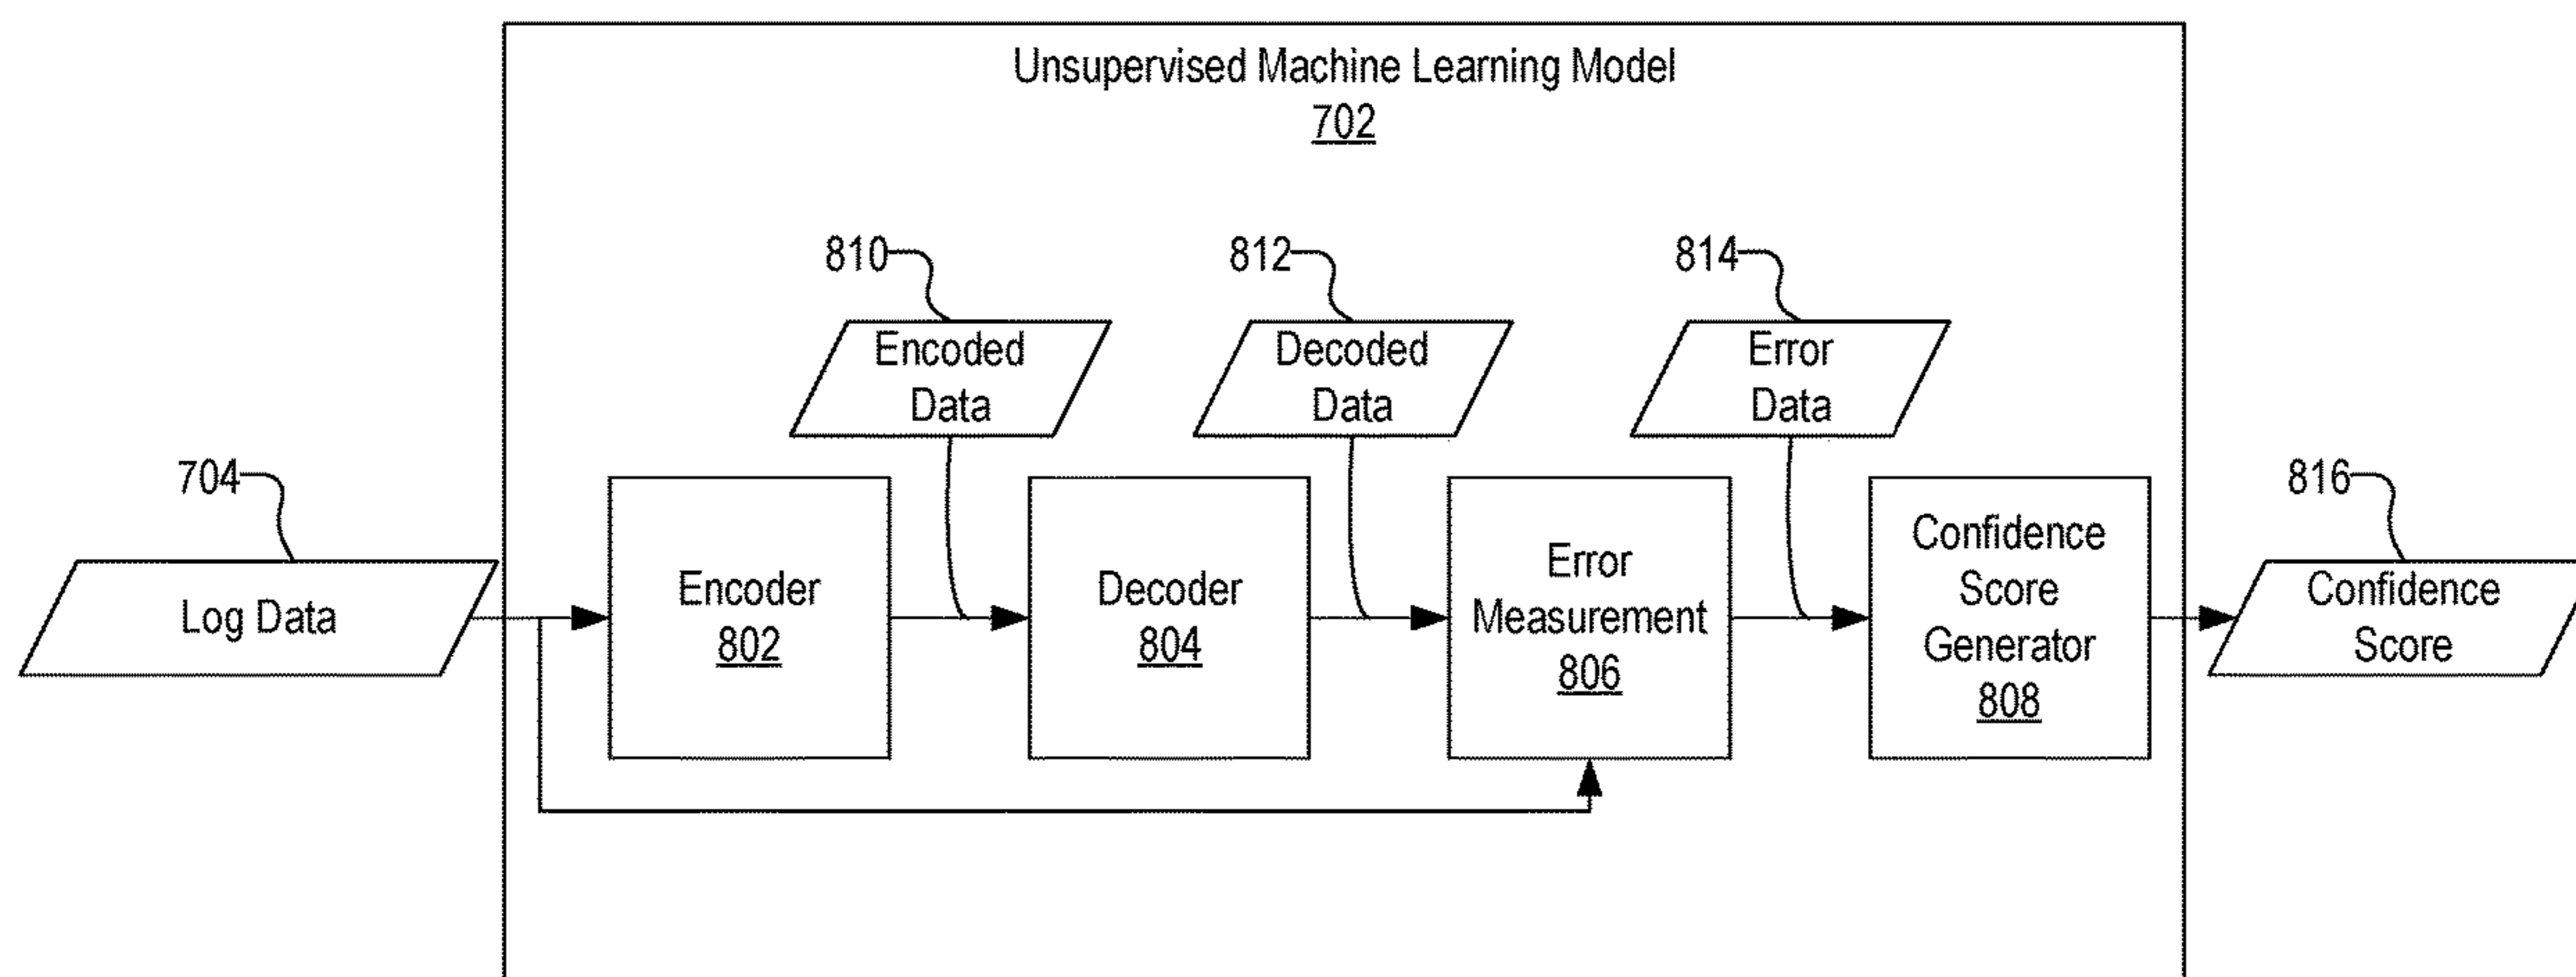 Unsupervised Machine Learning Model
702
810
812
814
Encoded
Data
Decoded
Data
Error
Data
704
816
Log Data
Encoder
802
Decoder
804
Error
Measurement
806
Confidence
Score
Generator
808
Confidence
Score